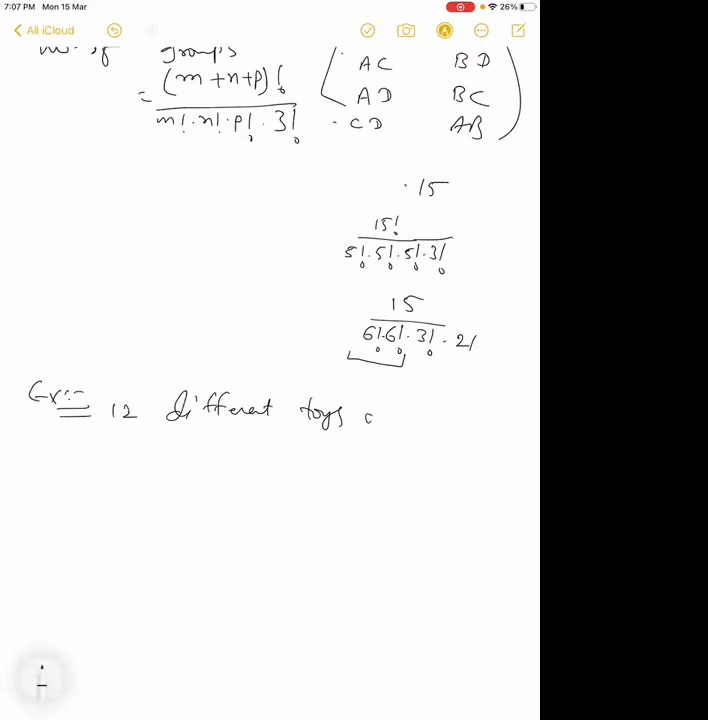 7:07 PM Mon 15 Mar
26%
All iCloud
groups
= (m + n + p)!
m! · n! · p! · 3!
AC BD
AD BC
CD AB
15
15!
5! · 5! · 5! · 3!
15
6! · 6! · 3! · 2!
Ex:-
12 different toys